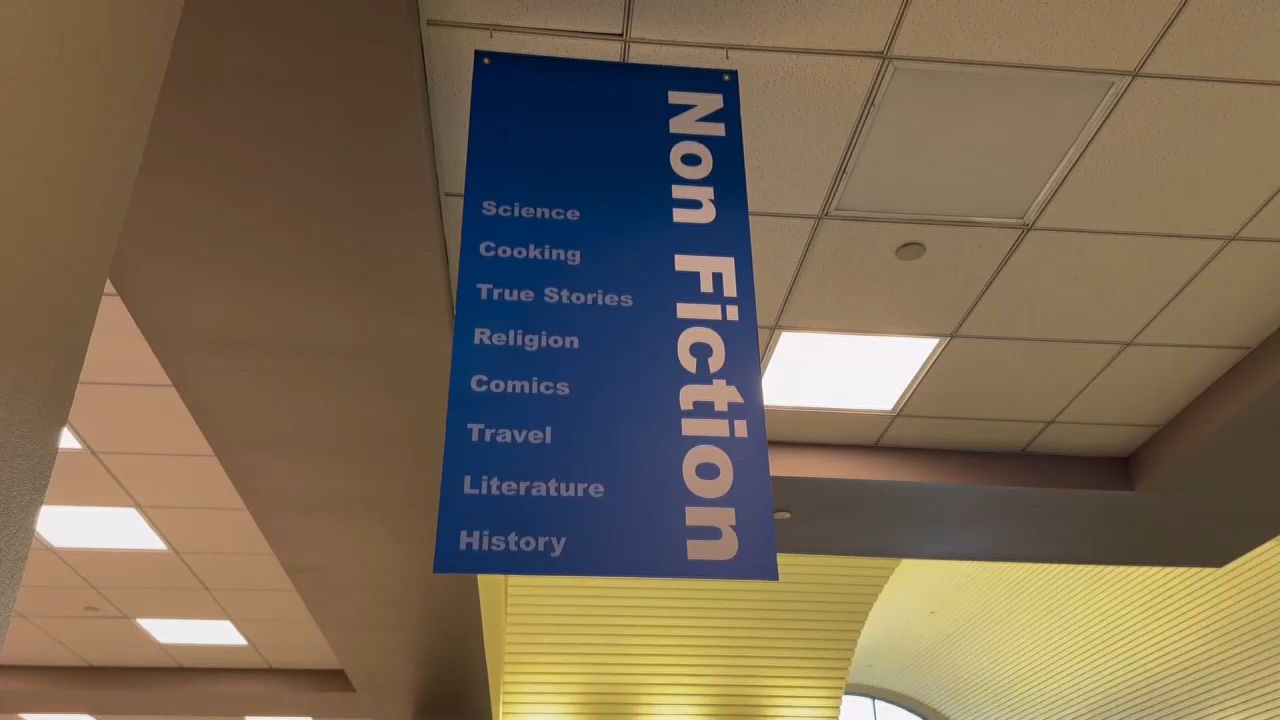 Non Fiction
Science
Cooking
True Stories
Religion
Comics
Travel
Literature
History